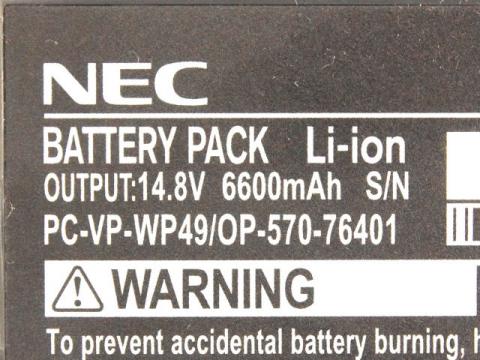 NEC
BATTERY PACK Li-ion
OUTPUT:14.8V 6600mAh S/N
PC-VP-WP49/OP-570-76401
WARNING
To prevent accidental battery burning,